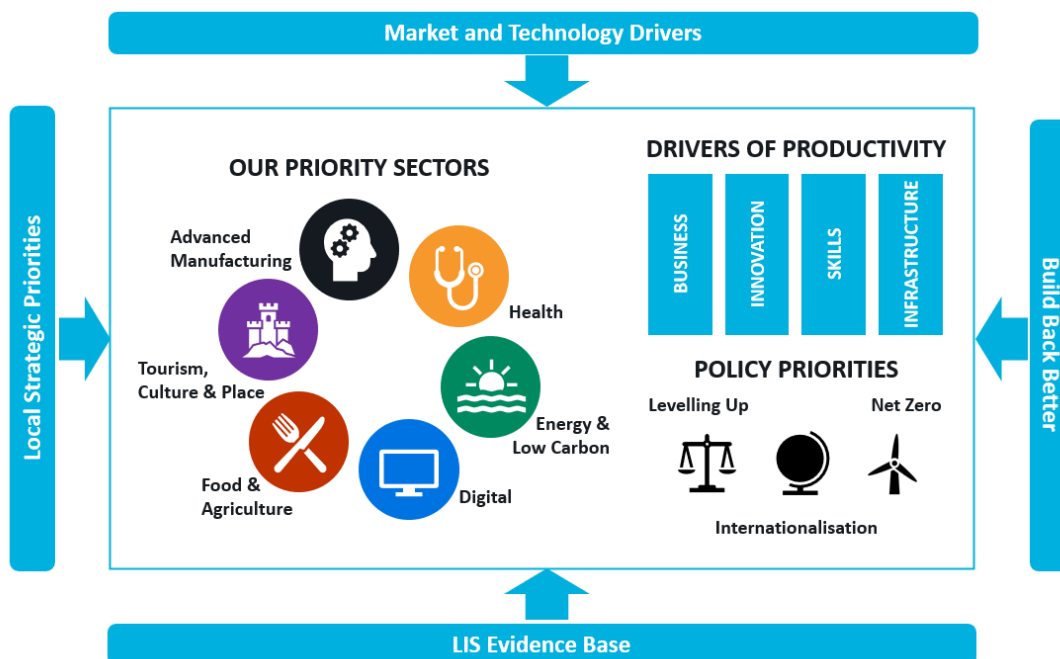 Market and Technology Drivers
Local Strategic Priorities
OUR PRIORITY SECTORS
Advanced
Manufacturing
Health
Tourism,
Culture & Place
Energy &
Low Carbon
Food &
Agriculture
Digital
DRIVERS OF PRODUCTIVITY
BUSINESS
INNOVATION
SKILLS
INFRASTRUCTURE
POLICY PRIORITIES
Levelling Up
Net Zero
Internationalisation
Build Back Better
LIS Evidence Base